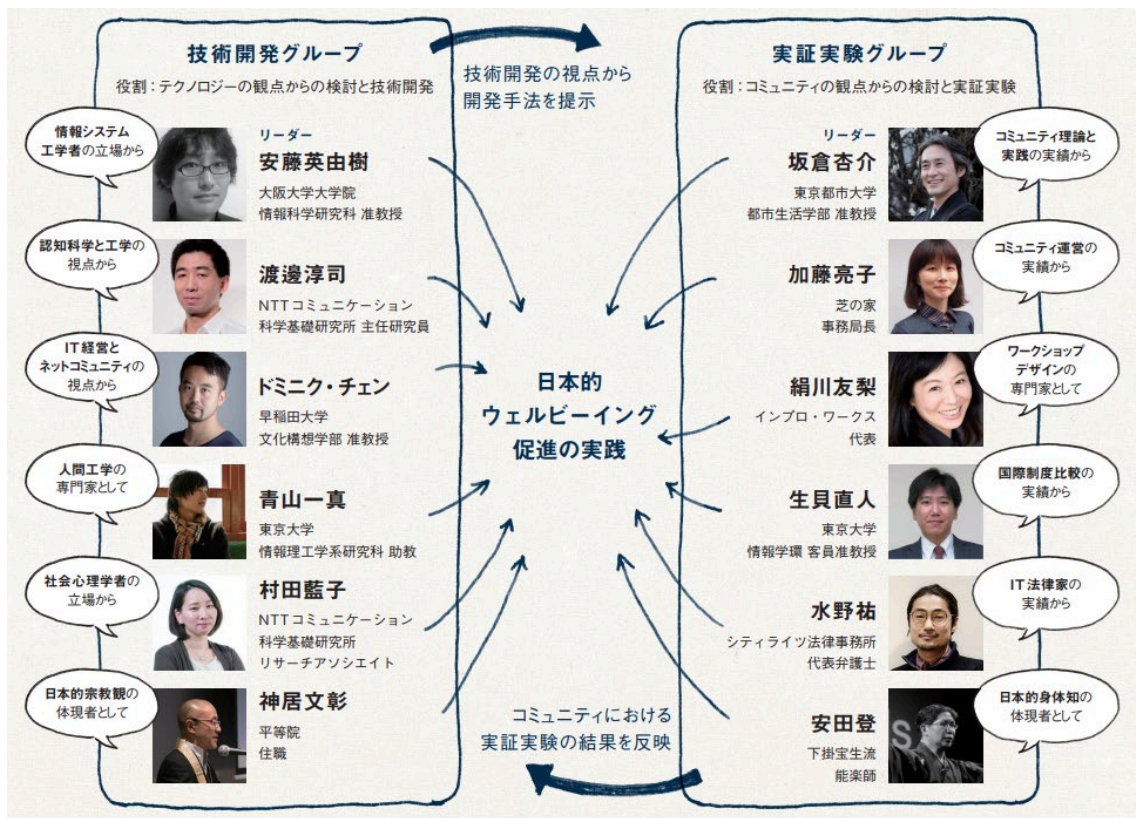 技術開発グループ
役割：テクノロジーの観点からの検討と技術開発
情報システム
工学者の立場から
リーダー
安藤英由樹
大阪大学大学院
情報科学研究科 准教授
認知科学と工学の
視点から
渡邊淳司
NTTコミュニケーション
科学基礎研究所 主任研究員
IT経営と
ネットコミュニティの
視点から
ドミニク・チェン
早稲田大学
文化構想学部 准教授
人間工学の
専門家として
青山一真
東京大学
情報理工学系研究科 助教
社会心理学者の
立場から
村田藍子
NTTコミュニケーション
科学基礎研究所
リサーチアソシエイト
日本的宗教観の
体現者として
神居文彰
平等院
住職
技術開発の視点から
開発手法を提示
日本的
ウェルビーイング
促進の実践
コミュニティにおける
実証実験の結果を反映
実証実験グループ
役割：コミュニティの観点からの検討と実証実験
リーダー
坂倉杏介
東京都市大学
都市生活学部 准教授
コミュニティ理論と
実践の実績から
加藤亮子
芝の家
事務局長
コミュニティ運営の
実績から
絹川友梨
インプロ・ワークス
代表
ワークショップ
デザインの
専門家として
生貝直人
東京大学
情報学環 客員准教授
国際制度比較の
実績から
水野祐
シティライツ法律事務所
代表弁護士
IT法律家の
実績から
安田登
下掛宝生流
能楽師
日本的身体知の
体現者として